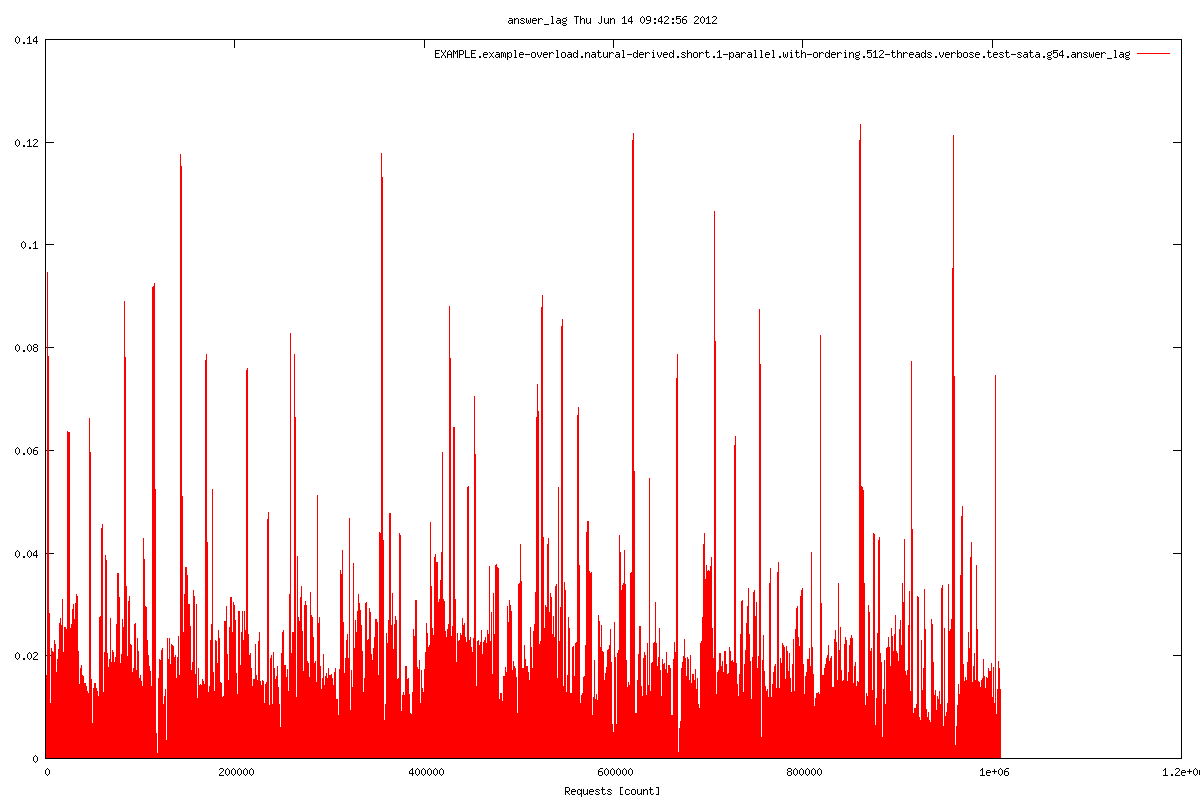 answer_lag Thu Jun 14 09:42:56 2012
EXAMPLE.example-overload.natural-derived.short.1-parallel.with-ordering.512-threads.verbose.test-sata.g54.answer_lag
0.14
0.12
0.1
0.08
0.06
0.04
0.02
0
0 200000 400000 600000 800000 1e+06 1.2e+0
Requests [count]